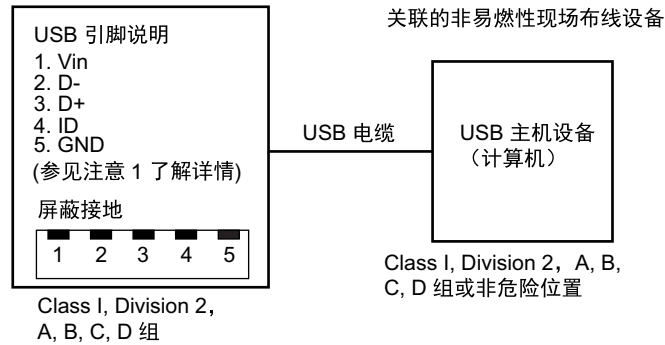 关联的非易燃性现场布线设备
USB 引脚说明
1. Vin
2. D-
3. D+
4. ID
5. GND
(参见注意 1 了解详情)
屏蔽接地
1 2 3 4 5
Class I, Division 2,
A, B, C, D 组
USB 电缆
USB 主机设备
（计算机）
Class I, Division 2，A, B,
C, D 组或非危险位置